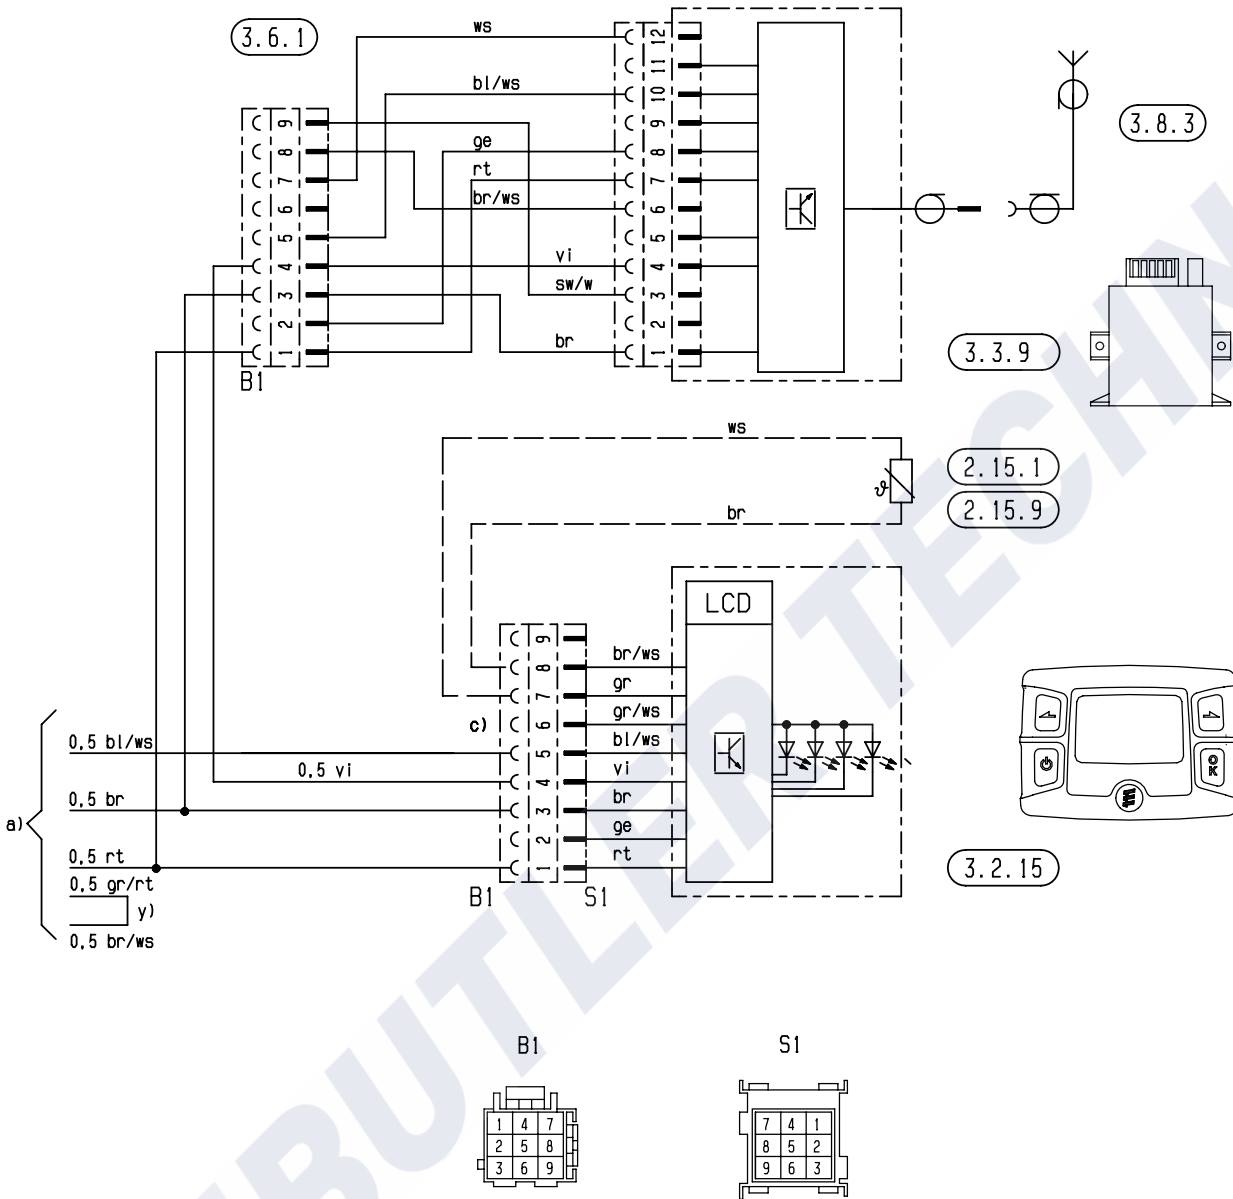 3.6.1
ws
12
11
bl/ws
10
3.8.3
9
9
8
ge
8
7
rt
7
6
br/ws
6
5
5
4
vi
4
3
sw/w
3
2
2
1
br
1
3.3.9
B1
ws
2.15.1
br
2.15.9
LCD
9
8
br/ws
7
gr
c)
6
gr/ws
0,5 bl/ws
5
bl/ws
0,5 vi
4
vi
a)
0,5 br
3
br
2
ge
0,5 rt
1
rt
0,5 gr/rt
y)
0,5 br/ws
B1
S1
OK
3.2.15
B1
S1
1 4 7
2 5 8
3 6 9
7 4 1
8 5 2
9 6 3
BUTLER TECHN